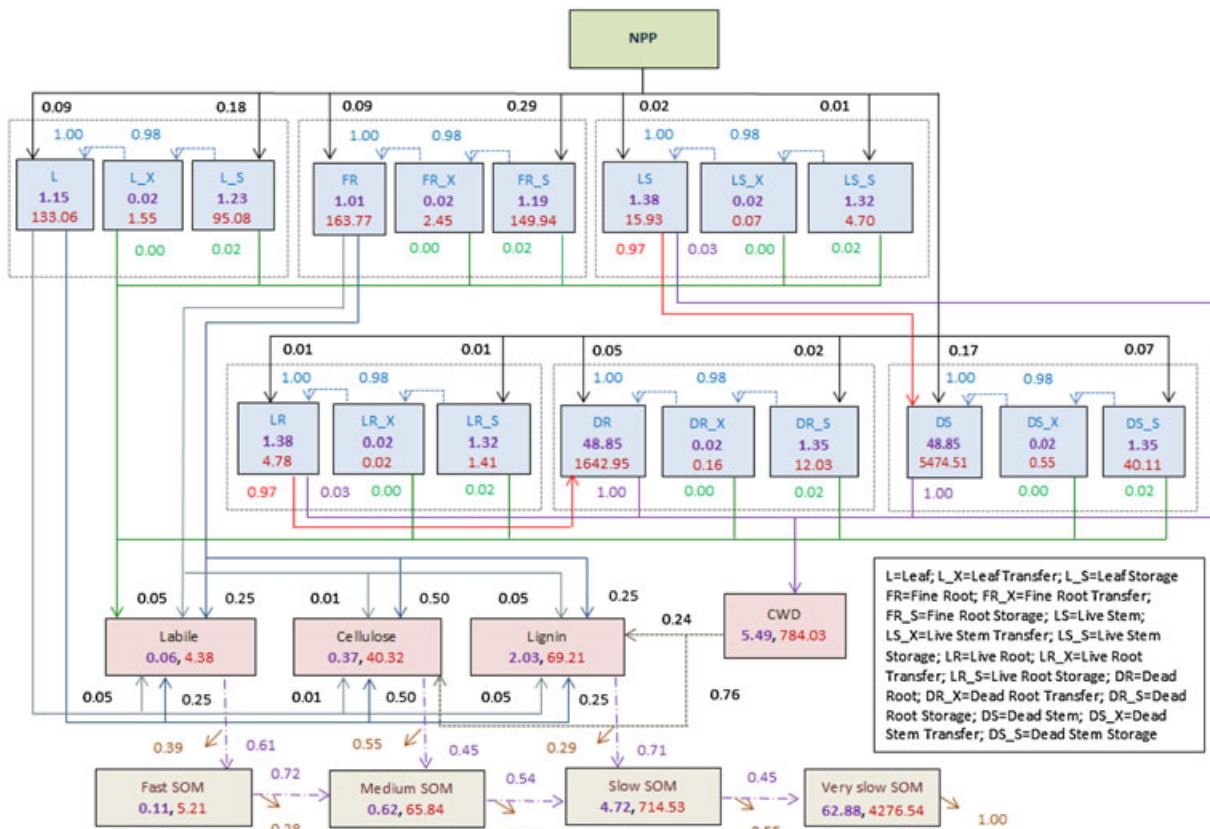 NPP
0.09 0.18 0.09 0.29 0.02 0.01
1.00 0.98 1.00 0.98 1.00 0.98
L L_X L_S FR FR_X FR_S LS LS_X LS_S
1.15 0.02 1.23 1.01 0.02 1.19 1.38 0.02 1.32
133.06 1.55 95.08 163.77 2.45 149.94 15.93 0.07 4.70
0.00 0.02 0.00 0.02 0.97 0.03 0.00 0.02
0.01 0.01 0.05 0.02 0.17 0.07
1.00 0.98 1.00 0.98 1.00 0.98
LR LR_X LR_S DR DR_X DR_S DS DS_X DS_S
1.38 0.02 1.32 48.85 0.02 1.35 48.85 0.02 1.35
4.78 0.02 1.41 1642.95 0.16 12.03 5474.51 0.55 40.11
0.97 0.03 0.00 0.02 1.00 0.00 0.02 1.00 0.00 0.02
L=Leaf; L_X=Leaf Transfer; L_S=Leaf Storage
FR=Fine Root; FR_X=Fine Root Transfer;
FR_S=Fine Root Storage; LS=Live Stem;
LS_X=Live Stem Transfer; LS_S=Live Stem
Storage; LR=Live Root; LR_X=Live Root
Transfer; LR_S=Live Root Storage; DR=Dead
Root; DR_X=Dead Root Transfer; DR_S=Dead
Root Storage; DS=Dead Stem; DS_X=Dead
Stem Transfer; DS_S=Dead Stem Storage
0.05 0.25 0.01 0.50 0.05 0.25
Labile Cellulose Lignin 0.24 CWD
0.06, 4.38 0.37, 40.32 2.03, 69.21 5.49, 784.03
0.05 0.25 0.01 0.50 0.05 0.25 0.76
0.39 0.61 0.55 0.45 0.29 0.71
0.72 0.54 0.45
Fast SOM Medium SOM Slow SOM Very slow SOM
0.11, 5.21 0.62, 65.84 4.72, 714.53 62.88, 4276.54
1.00